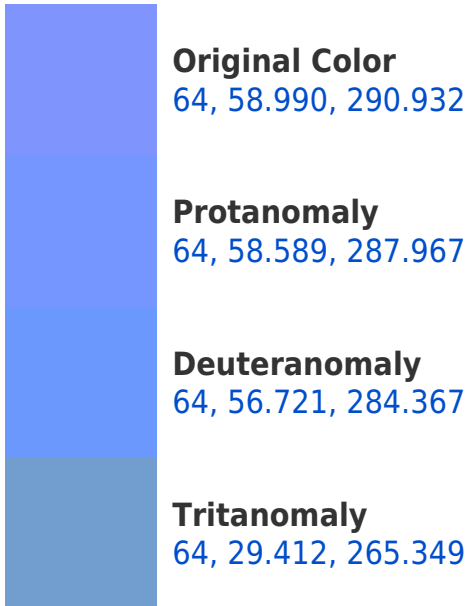 Original Color
64, 58.990, 290.932
Protanomaly
64, 58.589, 287.967
Deuteranomaly
64, 56.721, 284.367
Tritanomaly
64, 29.412, 265.349